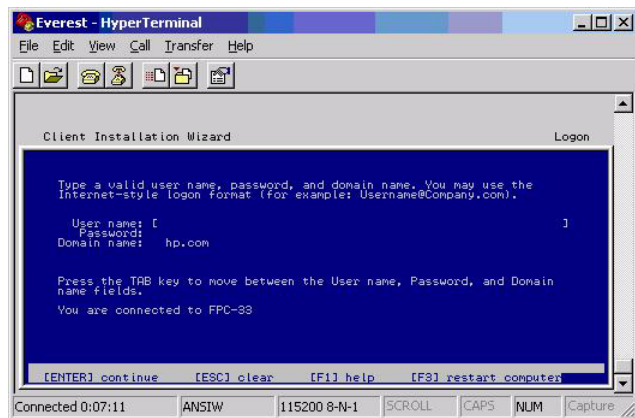 Everest - HyperTerminal
File Edit View Call Transfer Help
Client Installation Wizard Logon
Type a valid user name, password, and domain name. You may use the
Internet-style logon format (for example: Username@Company.com).
User name: [ ]
Password:
Domain name: hp.com
Press the TAB key to move between the User name, Password, and Domain
name fields.
You are connected to FPC-33
[ENTER] continue [ESC] clear [F1] help [F3] restart computer
Connected 0:07:11 ANSIW 115200 8-N-1 SCROLL CAPS NUM Capture